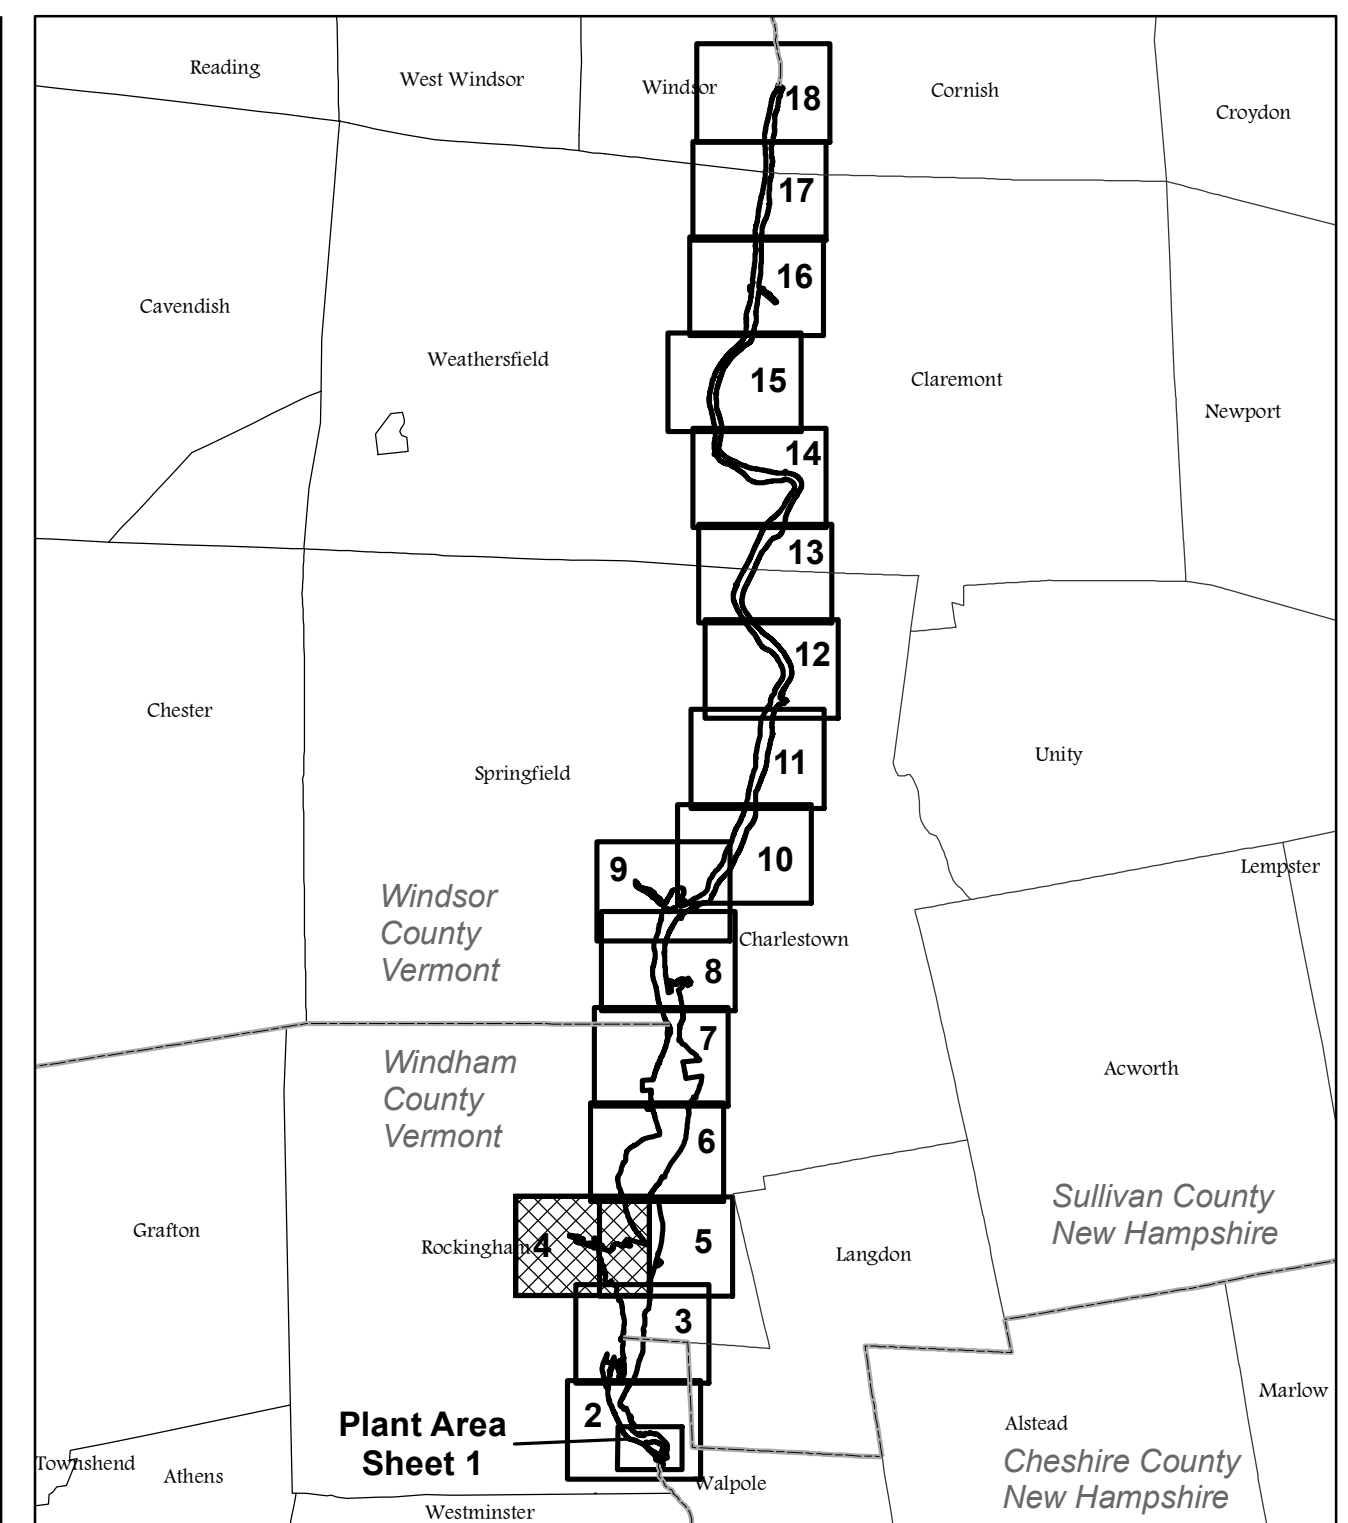 Reading
West Windsor
Windsor
18
Cornish
Croydon
17
16
Cavendish
Weathersfield
15
Claremont
Newport
14
13
12
Chester
Springfield
11
Unity
10
9
Lempster
Windsor
County
Vermont
Charlestown
8
7
Windham
County
Vermont
Acworth
6
Sullivan County
New Hampshire
Grafton
Rockingham
4
5
Langdon
3
Marlow
2
Plant Area
Sheet 1
Alstead
Cheshire County
New Hampshire
Townshend
Athens
Walpole
Westminster